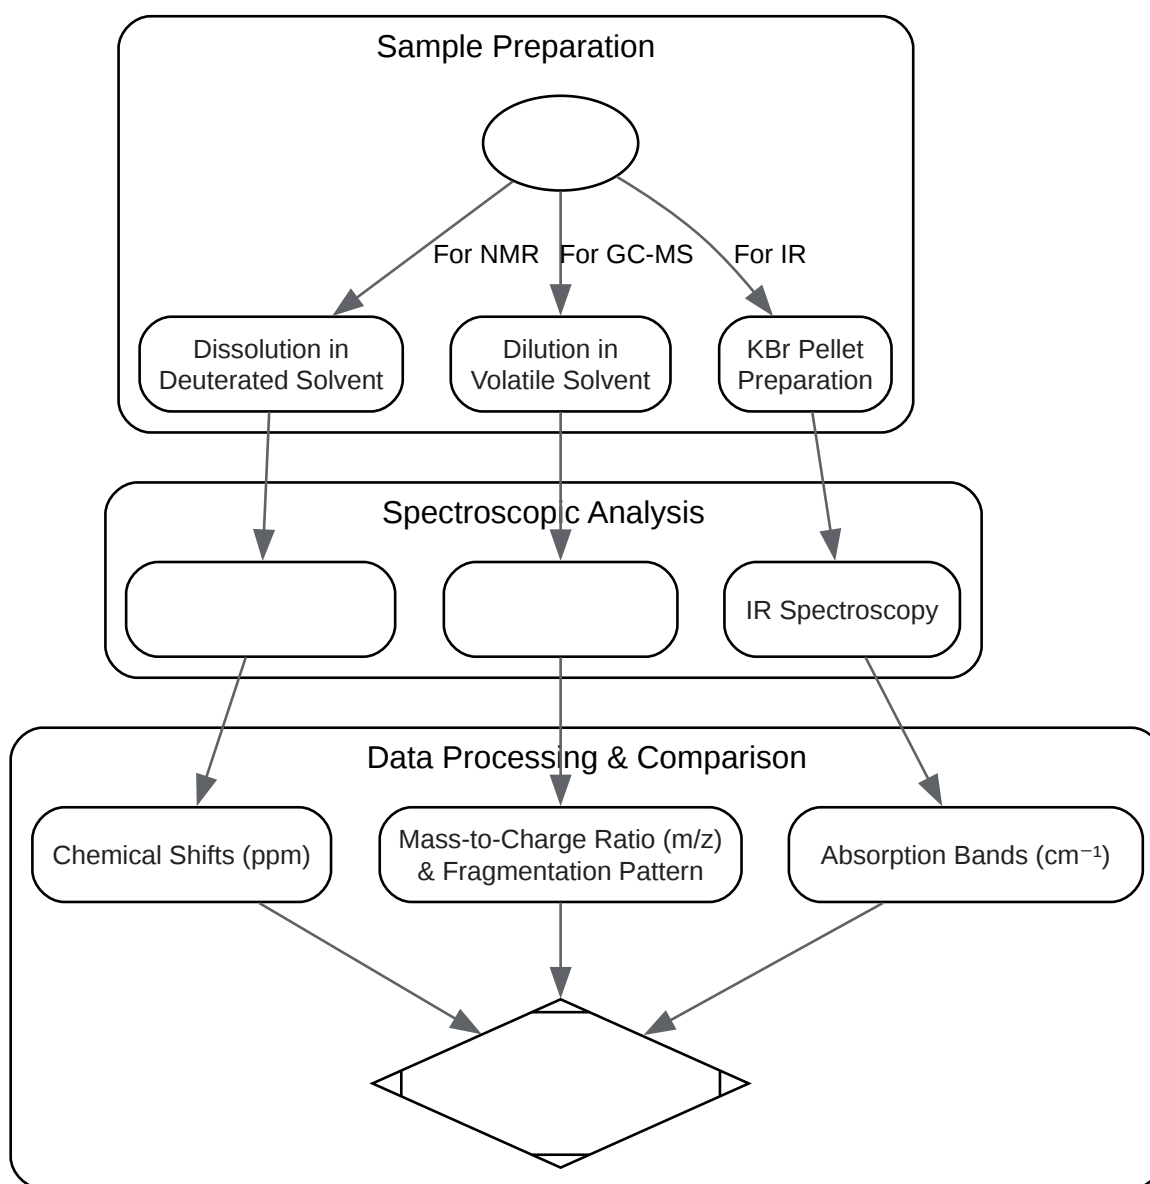 Sample Preparation
For NMR
For GC-MS
For IR
Dissolution in
Deuterated Solvent
Dilution in
Volatile Solvent
KBr Pellet
Preparation
Spectroscopic Analysis
IR Spectroscopy
Data Processing & Comparison
Chemical Shifts (ppm)
Mass-to-Charge Ratio (m/z)
& Fragmentation Pattern
Absorption Bands (cm⁻¹)